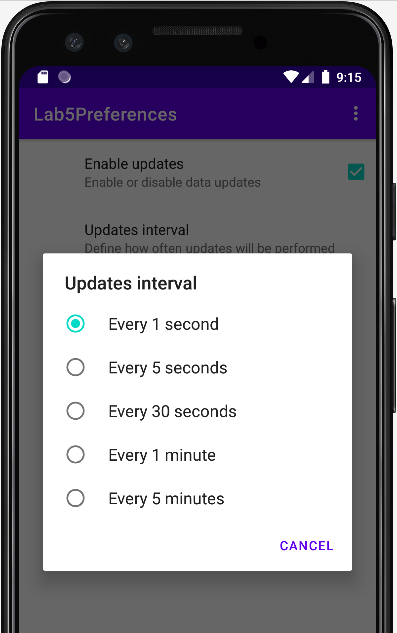 9:15
Lab5Preferences
Enable updates
Enable or disable data updates
Updates interval
Define how often updates will be performed
Updates interval
Every 1 second
Every 5 seconds
Every 30 seconds
Every 1 minute
Every 5 minutes
CANCEL